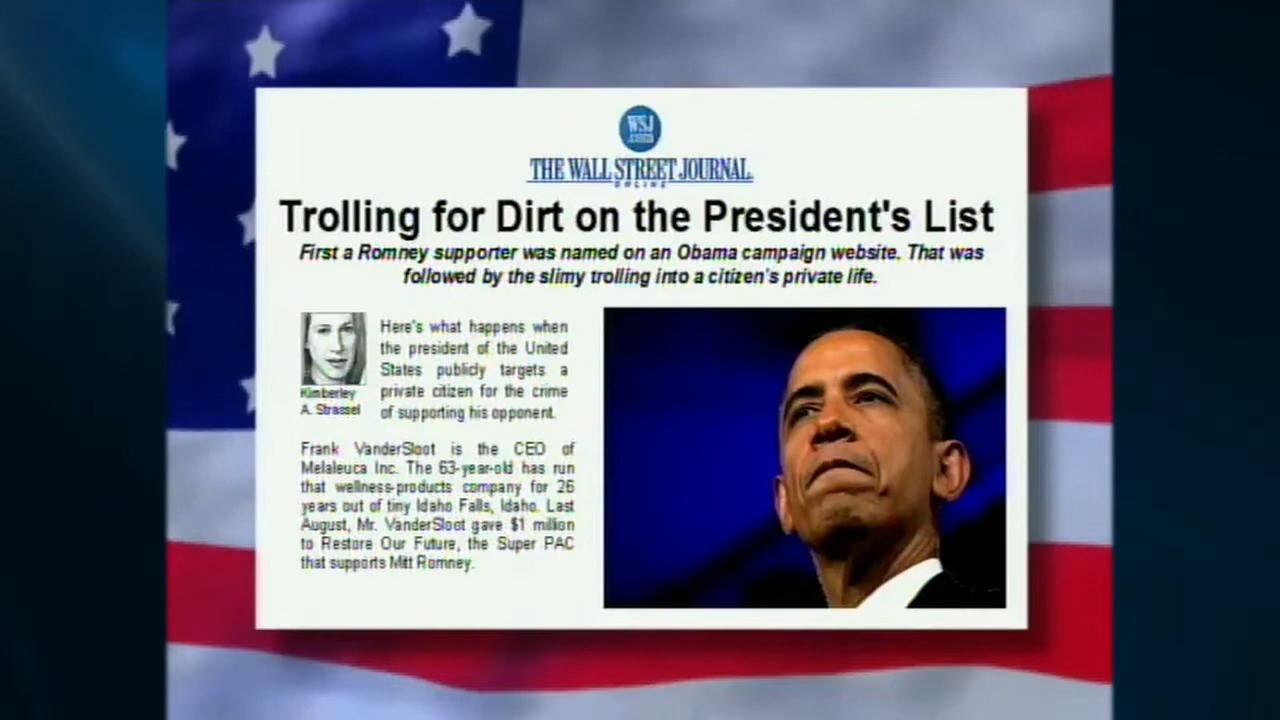 WSJ
.COM
THE WALL STREET JOURNAL
ONLINE
Trolling for Dirt on the President's List
First a Romney supporter was named on an Obama campaign website. That was
followed by the slimy trolling into a citizen's private life.
Kimberley
A. Strassel
Here's what happens when
the president of the United
States publicly targets a
private citizen for the crime
of supporting his opponent.
Frank VanderSloot is the CEO of
Melaleuca Inc. The 63-year-old has run
that wellness-products company for 26
years out of tiny Idaho Falls, Idaho. Last
August, Mr. VanderSloot gave $1 million
to Restore Our Future, the Super PAC
that supports Mitt Romney.